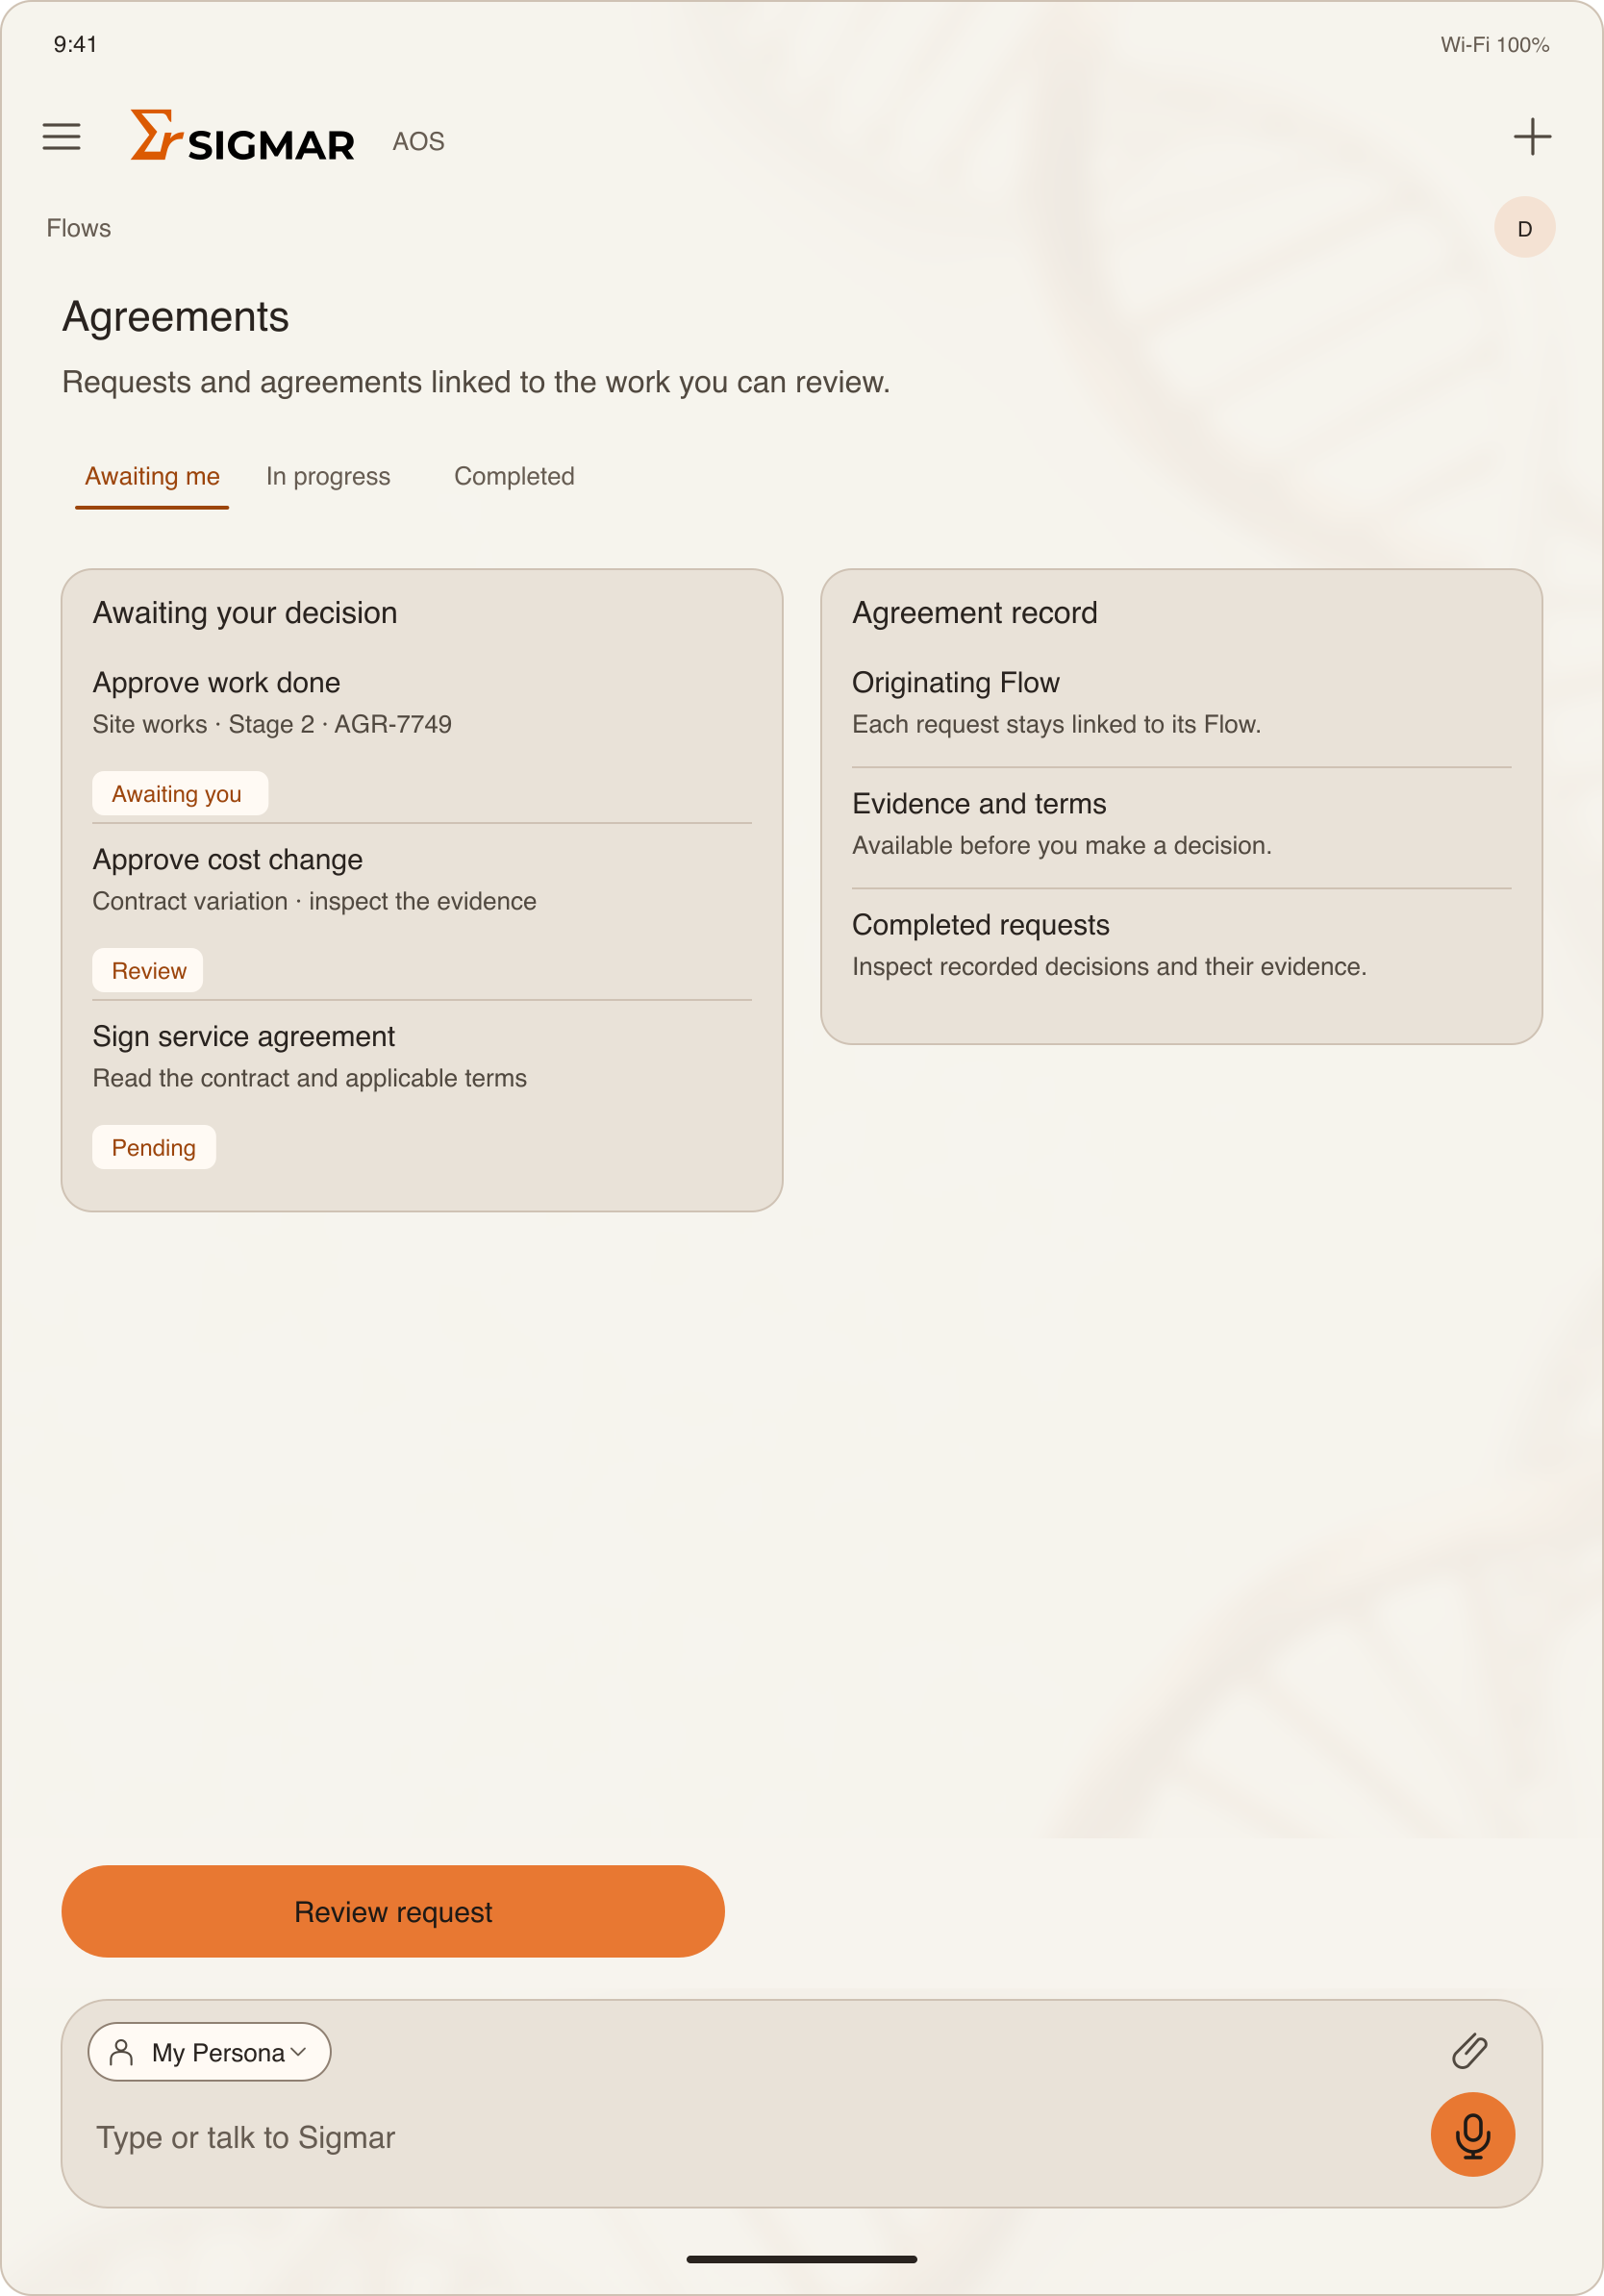 9:41
Wi-Fi 100%
Σr SIGMAR AOS
Flows
D
Agreements
Requests and agreements linked to the work you can review.
Awaiting me
In progress
Completed
Awaiting your decision
Approve work done
Site works · Stage 2 · AGR-7749
Awaiting you
Approve cost change
Contract variation · inspect the evidence
Review
Sign service agreement
Read the contract and applicable terms
Pending
Agreement record
Originating Flow
Each request stays linked to its Flow.
Evidence and terms
Available before you make a decision.
Completed requests
Inspect recorded decisions and their evidence.
Review request
My Persona
Type or talk to Sigmar